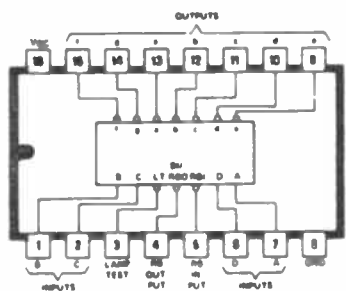 OUTPUTS
Vcc f g a b c d e
16 15 14 13 12 11 10 9
f g a b c d e
BI/
B C LT RBO RBI D A
1 2 3 4 5 6 7 8
B C LAMP TEST RB OUT PUT RB IN PUT D A GND
INPUTS INPUTS